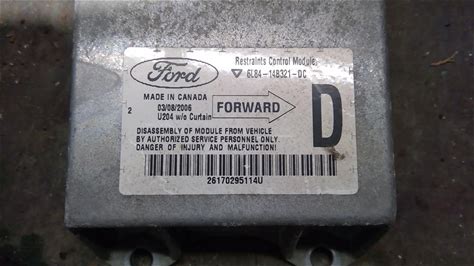 Ford
Restraints Control Module
6L84-14B321-DC
MADE IN CANADA
03/08/2006
U204 w/o Curtain
FORWARD
D
2
DISASSEMBLY OF MODULE FROM VEHICLE
BY AUTHORIZED SERVICE PERSONNEL ONLY.
DANGER OF INJURY AND MALFUNCTION!
26170295114U